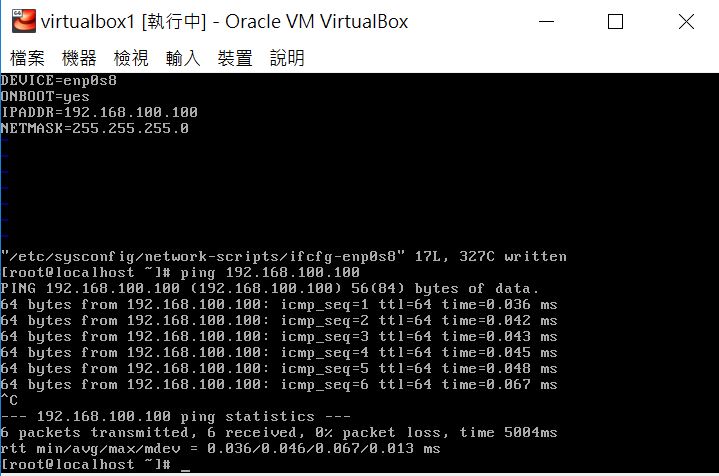 64
virtualbox1 [執行中] - Oracle VM VirtualBox
檔案 機器 檢視 輸入 裝置 說明
DEVICE=enp0s8
ONBOOT=yes
IPADDR=192.168.100.100
NETMASK=255.255.255.0
~
~
~
~
~
~
~
"/etc/sysconfig/network-scripts/ifcfg-enp0s8" 17L, 327C written
[root@localhost ~]# ping 192.168.100.100
PING 192.168.100.100 (192.168.100.100) 56(84) bytes of data.
64 bytes from 192.168.100.100: icmp_seq=1 ttl=64 time=0.036 ms
64 bytes from 192.168.100.100: icmp_seq=2 ttl=64 time=0.042 ms
64 bytes from 192.168.100.100: icmp_seq=3 ttl=64 time=0.043 ms
64 bytes from 192.168.100.100: icmp_seq=4 ttl=64 time=0.045 ms
64 bytes from 192.168.100.100: icmp_seq=5 ttl=64 time=0.048 ms
64 bytes from 192.168.100.100: icmp_seq=6 ttl=64 time=0.067 ms
^C
--- 192.168.100.100 ping statistics ---
6 packets transmitted, 6 received, 0% packet loss, time 5004ms
rtt min/avg/max/mdev = 0.036/0.046/0.067/0.013 ms
[root@localhost ~]# _